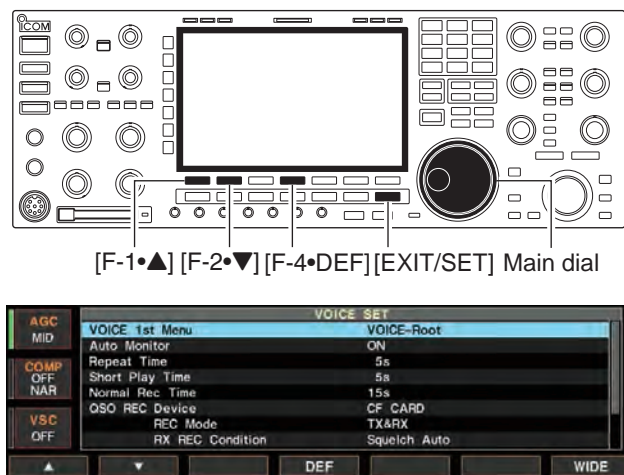 ICOM
[F-1•▲] [F-2•▼] [F-4•DEF] [EXIT/SET] Main dial
VOICE SET
AGC
MID
VOICE 1st Menu VOICE-Root
Auto Monitor ON
COMP
OFF
NAR
Repeat Time 5s
Short Play Time 5s
Normal Rec Time 15s
VSC
OFF
QSO REC Device CF CARD
REC Mode TX&RX
RX REC Condition Squelch Auto
▲ ▼ DEF WIDE